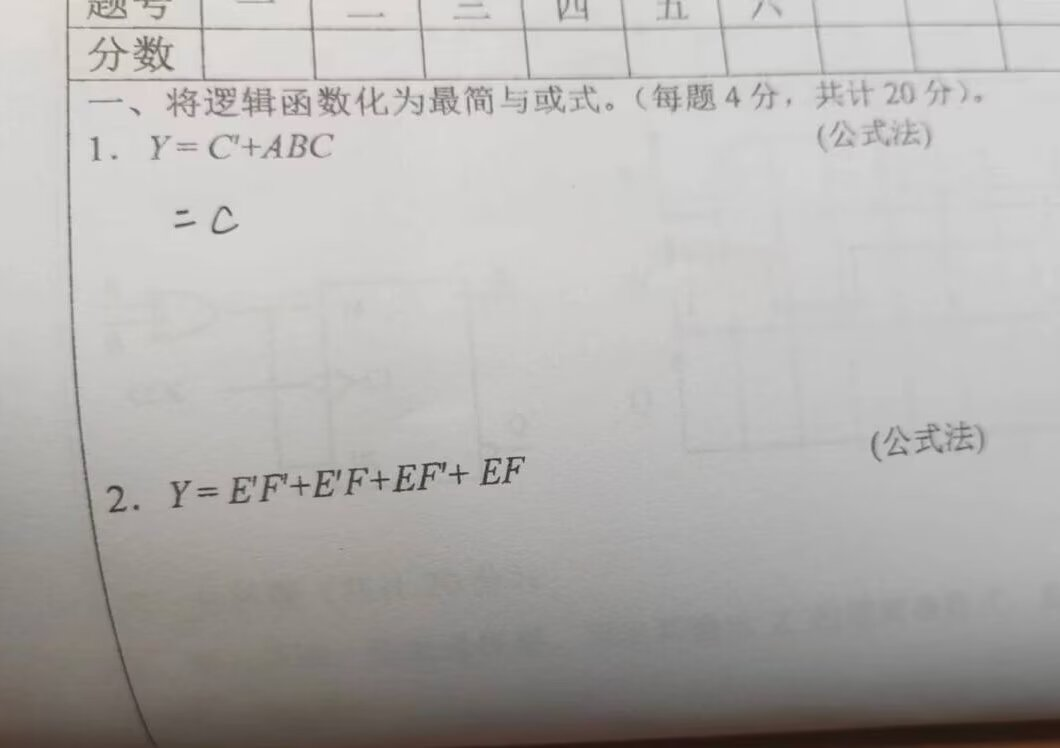 题号 一 二 三 四 五 六
分数
一、将逻辑函数化为最简与或式。（每题4分，共计20分）。
1. Y= C'+ABC (公式法)
= C
(公式法)
2. Y= E'F'+E'F+EF'+ EF